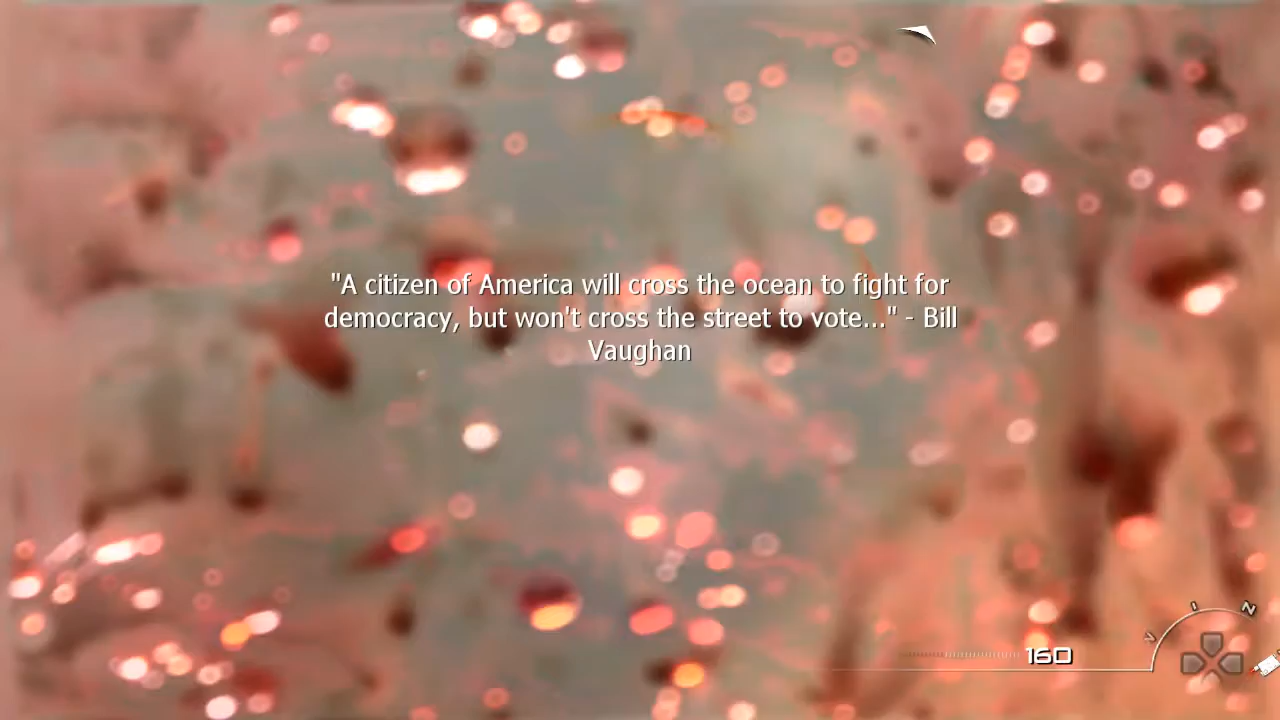 "A citizen of America will cross the ocean to fight for
democracy, but won't cross the street to vote..." - Bill
Vaughan
N
160